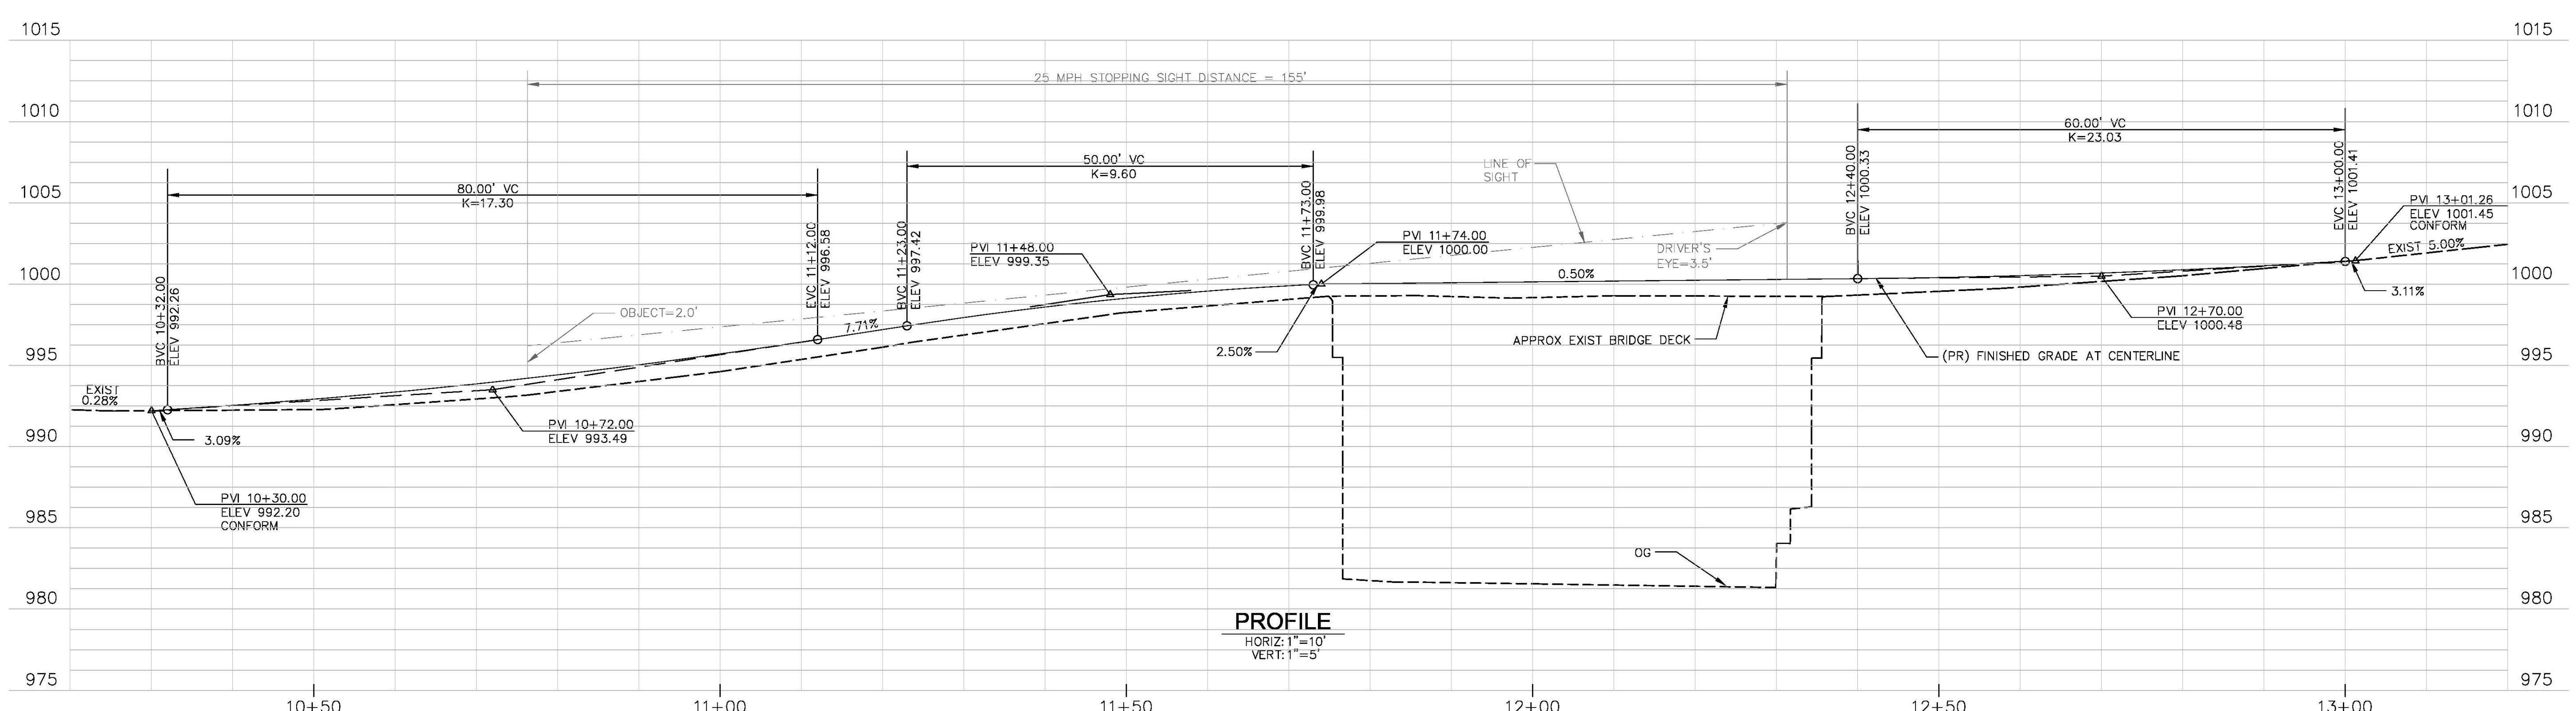 1015
1015
25 MPH STOPPING SIGHT DISTANCE = 155'
1010
1010
60.00' VC
K=23.03
50.00' VC
K=9.60
LINE OF
SIGHT
80.00' VC
K=17.30
1005
1005
BVC 10+32.00
ELEV 992.26
EVC 11+12.00
ELEV 996.58
BVC 11+23.00
ELEV 997.42
BVC 11+73.00
ELEV 999.98
BVC 12+40.00
ELEV 1000.33
EVC 13+00.00
ELEV 1001.41
PVI 13+01.26
ELEV 1001.45
CONFORM
EXIST 5.00%
PVI 11+48.00
ELEV 999.35
PVI 11+74.00
ELEV 1000.00
DRIVER'S
EYE=3.5'
1000
1000
0.50%
3.11%
OBJECT=2.0'
7.71%
PVI 12+70.00
ELEV 1000.48
2.50%
APPROX EXIST BRIDGE DECK
(PR) FINISHED GRADE AT CENTERLINE
995
995
EXIST
0.28%
3.09%
PVI 10+72.00
ELEV 993.49
990
990
PVI 10+30.00
ELEV 992.20
CONFORM
985
985
OG
980
980
PROFILE
HORIZ: 1"=10'
VERT: 1"=5'
975
975
10+50
11+00
11+50
12+00
12+50
13+00